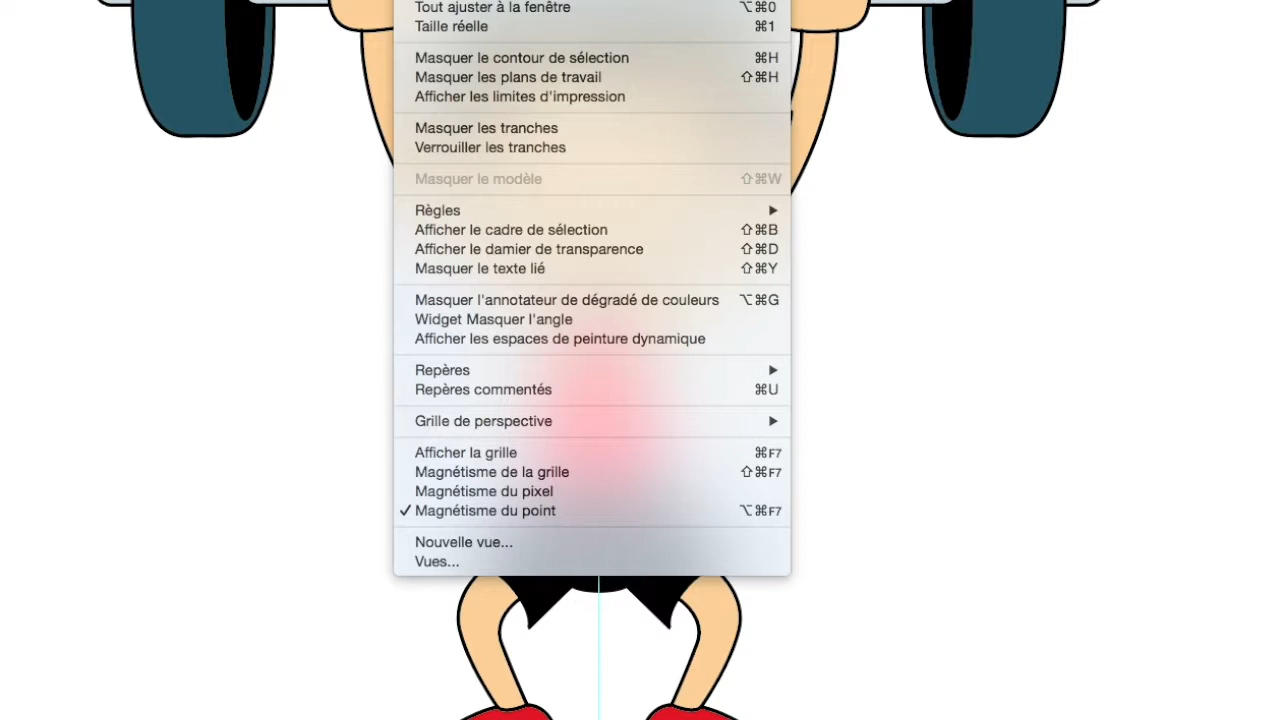 Tout ajuster à la fenêtre ⌥⌘0
Taille réelle ⌘1
Masquer le contour de sélection ⌘H
Masquer les plans de travail ⇧⌘H
Afficher les limites d'impression
Masquer les tranches
Verrouiller les tranches
Masquer le modèle ⇧⌘W
Règles
Afficher le cadre de sélection ⇧⌘B
Afficher le damier de transparence ⇧⌘D
Masquer le texte lié ⇧⌘Y
Masquer l'annotateur de dégradé de couleurs ⌥⌘G
Widget Masquer l'angle
Afficher les espaces de peinture dynamique
Repères
Repères commentés ⌘U
Grille de perspective
Afficher la grille ⌘F7
Magnétisme de la grille ⇧⌘F7
Magnétisme du pixel
✓ Magnétisme du point ⌥⌘F7
Nouvelle vue...
Vues...